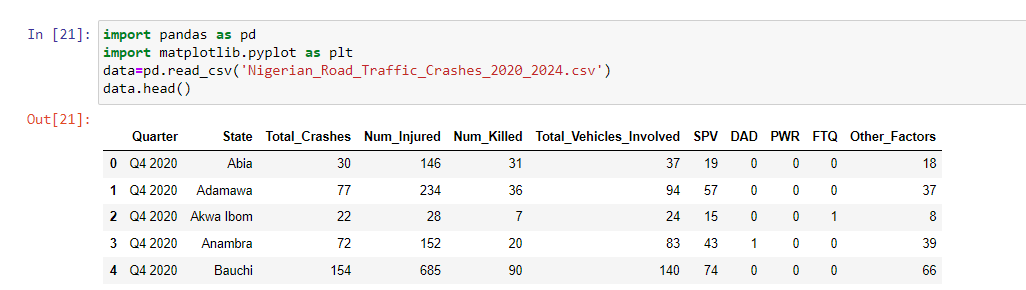 In [21]: import pandas as pd
import matplotlib.pyplot as plt
data=pd.read_csv('Nigerian_Road_Traffic_Crashes_2020_2024.csv')
data.head()
Out[21]:
Quarter State Total_Crashes Num_Injured Num_Killed Total_Vehicles_Involved SPV DAD PWR FTQ Other_Factors
0 Q4 2020 Abia 30 146 31 37 19 0 0 0 18
1 Q4 2020 Adamawa 77 234 36 94 57 0 0 0 37
2 Q4 2020 Akwa Ibom 22 28 7 24 15 0 0 1 8
3 Q4 2020 Anambra 72 152 20 83 43 1 0 0 39
4 Q4 2020 Bauchi 154 685 90 140 74 0 0 0 66